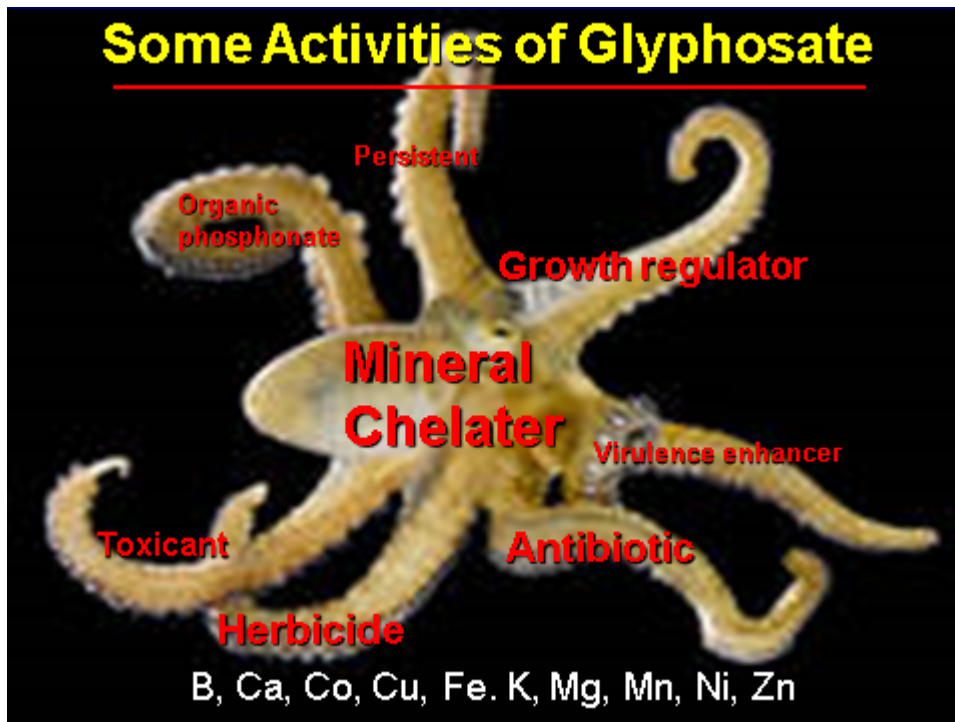 Some Activities of Glyphosate
Persistent
Organic
phosphonate
Growth regulator
Mineral
Chelater
Virulence enhancer
Toxicant
Antibiotic
Herbicide
B, Ca, Co, Cu, Fe. K, Mg, Mn, Ni, Zn